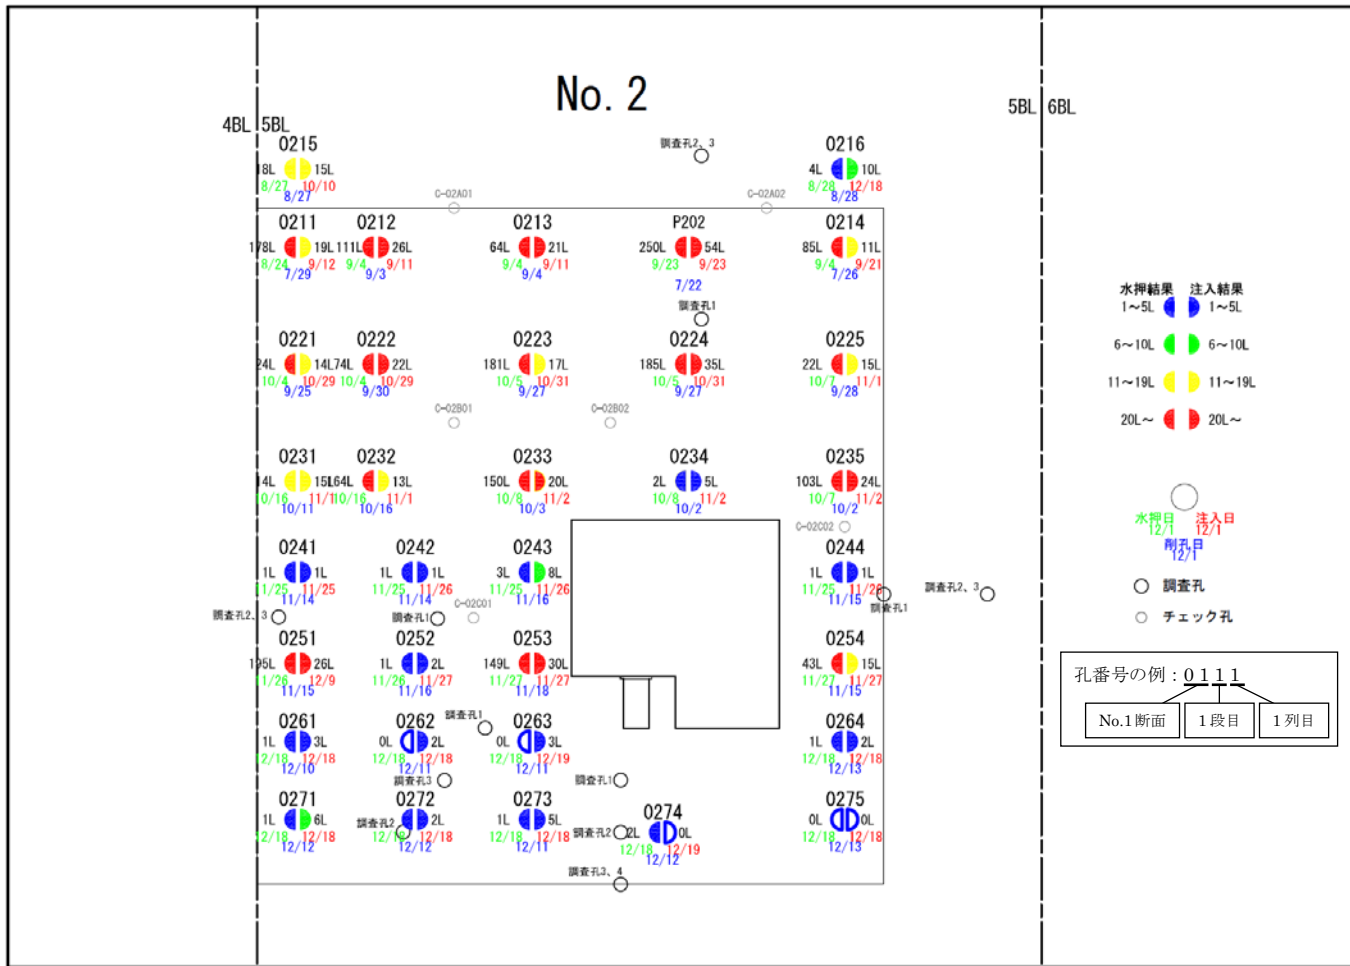 No. 2
4BL 5BL
5BL 6BL
0215
18L 15L
8/27 10/10
8/27
調査孔2、3
0216
4L 10L
8/28 12/18
8/28
C-02A01
C-02A02
0211
178L 19L
8/24 9/12
7/29
0212
111L 26L
9/4 9/11
9/3
0213
64L 21L
9/4 9/11
9/4
P202
250L 54L
9/23 9/23
7/22
0214
85L 11L
9/4 9/21
7/26
調査孔1
0221
24L 14L
10/4 10/29
9/25
0222
74L 22L
10/4 10/29
9/30
0223
181L 17L
10/5 10/31
9/27
0224
185L 35L
10/5 10/31
9/27
0225
22L 15L
10/7 11/1
9/28
C-02B01
C-02B02
0231
14L 15L
10/16 11/1
10/11
0232
64L 13L
10/16 11/1
10/16
0233
150L 20L
10/8 11/2
10/3
0234
2L 5L
10/8 11/2
10/2
0235
103L 24L
10/7 11/2
10/2
C-02C02
0241
1L 1L
11/25 11/25
11/14
0242
1L 1L
11/25 11/26
11/14
0243
3L 8L
11/25 11/26
11/16
0244
1L 1L
11/25 11/26
11/15
調査孔2、3
調査孔1
C-02C01
調査孔1
調査孔2、3
0251
195L 26L
11/26 12/9
11/15
0252
1L 2L
11/26 11/27
11/16
0253
149L 30L
11/27 11/27
11/18
0254
43L 15L
11/27 11/27
11/15
調査孔1
0261
1L 3L
12/18 12/18
12/10
0262
0L 2L
12/18 12/18
12/11
0263
0L 3L
12/18 12/19
12/11
0264
1L 2L
12/18 12/18
12/13
調査孔3
調査孔1
0271
1L 6L
12/18 12/18
12/12
0272
調査孔2 2L
12/18 12/18
12/12
0273
1L 5L
12/18 12/18
12/11
調査孔2
0274
2L 0L
12/18 12/19
12/12
0275
0L 0L
12/18 12/18
12/13
調査孔3、4
水押結果 注入結果
1～5L 1～5L
6～10L 6～10L
11～19L 11～19L
20L～ 20L～
水押日 注入日
12/1 12/1
削孔日
12/1
調査孔
チェック孔
孔番号の例：0 1 1 1
No.1断面 1段目 1列目